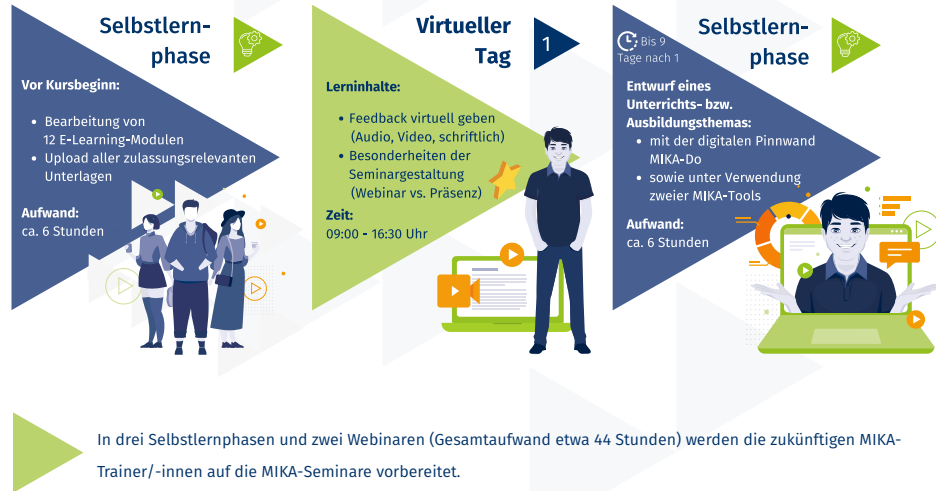 Selbstlern-
phase
Vor Kursbeginn:
• Bearbeitung von
12 E-Learning-Modulen
• Upload aller zulassungsrelevanten
Unterlagen
Aufwand:
ca. 6 Stunden
Virtueller
Tag
1
Lerninhalte:
• Feedback virtuell geben
(Audio, Video, schriftlich)
• Besonderheiten der
Seminargestaltung
(Webinar vs. Präsenz)
Zeit:
09:00 - 16:30 Uhr
Selbstlern-
phase
Bis 9
Tage nach 1
Entwurf eines
Unterrichts- bzw.
Ausbildungsthemas:
• mit der digitalen Pinnwand
MIKA-Do
• sowie unter Verwendung
zweier MIKA-Tools
Aufwand:
ca. 6 Stunden
In drei Selbstlernphasen und zwei Webinaren (Gesamtaufwand etwa 44 Stunden) werden die zukünftigen MIKA-
Trainer/-innen auf die MIKA-Seminare vorbereitet.